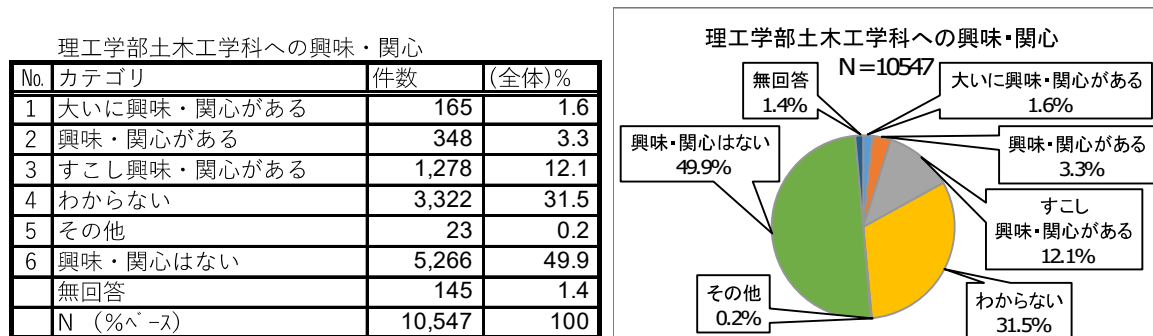 理工学部土木工学科への興味・関心
No. カテゴリ 件数 (全体)%
1 大いに興味・関心がある 165 1.6
2 興味・関心がある 348 3.3
3 すこし興味・関心がある 1,278 12.1
4 わからない 3,322 31.5
5 その他 23 0.2
6 興味・関心はない 5,266 49.9
無回答 145 1.4
N (%ﾍﾞｰｽ) 10,547 100
理工学部土木工学科への興味・関心
N=10547
無回答
1.4%
大いに興味・関心がある
1.6%
興味・関心はない
49.9%
興味・関心がある
3.3%
すこし
興味・関心がある
12.1%
その他
0.2%
わからない
31.5%